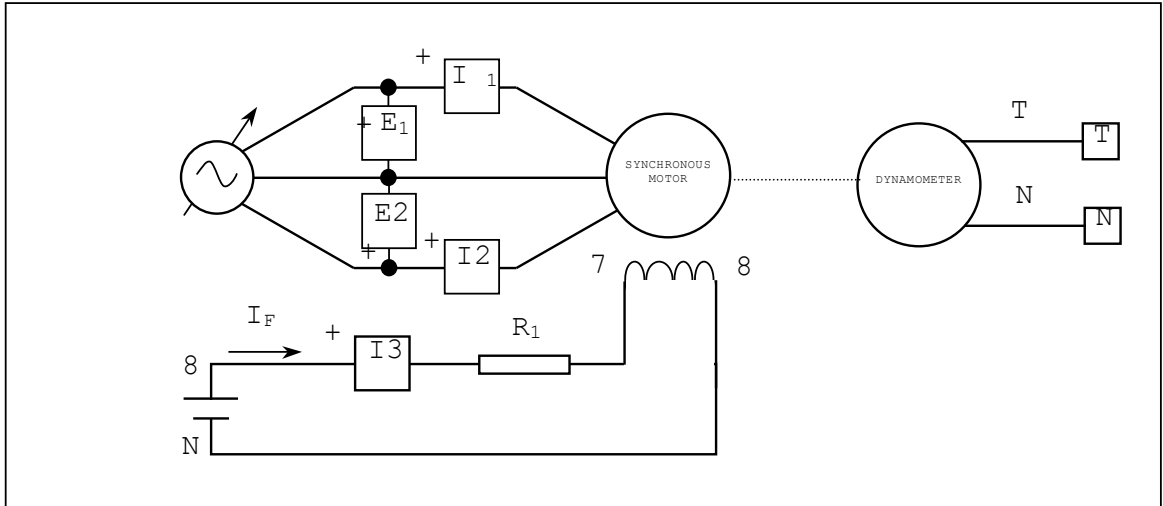 +
I 1
+ E1
SYNCHRONOUS
MOTOR
T
T
DYNAMOMETER
E2
+
+
I2
N
N
7
8
IF
+
R1
8
I3
N